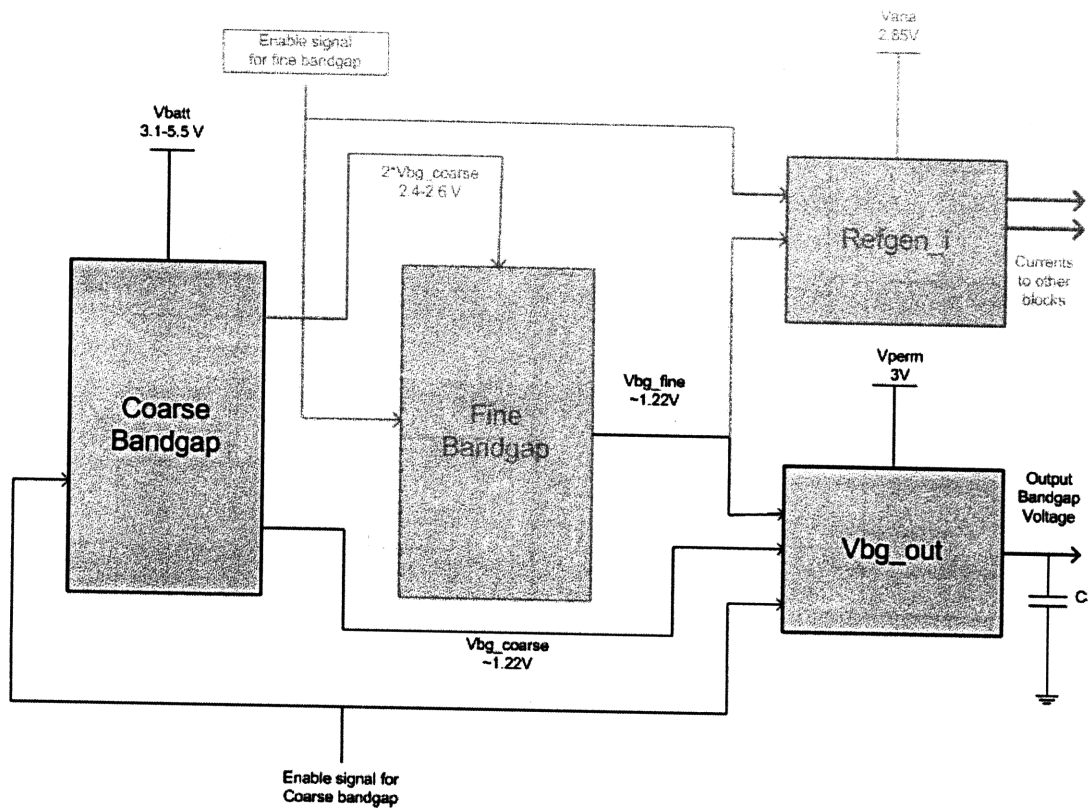 Enable signal
for fine bandgap
Vana
2.85V
Vbatt
3.1-5.5 V
2*Vbg_coarse
2.4-2.6 V
Refgen_i
Currents
to other
blocks
Coarse
Bandgap
Fine
Bandgap
Vbg_fine
~1.22V
Vperm
3V
Output
Bandgap
Voltage
Vbg_out
C
Vbg_coarse
~1.22V
Enable signal for
Coarse bandgap